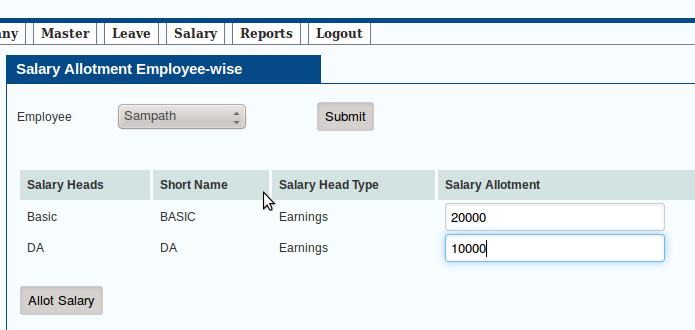 ny Master Leave Salary Reports Logout
Salary Allotment Employee-wise
Employee Sampath Submit
Salary Heads Short Name Salary Head Type Salary Allotment
Basic BASIC Earnings 20000
DA DA Earnings 10000
Allot Salary